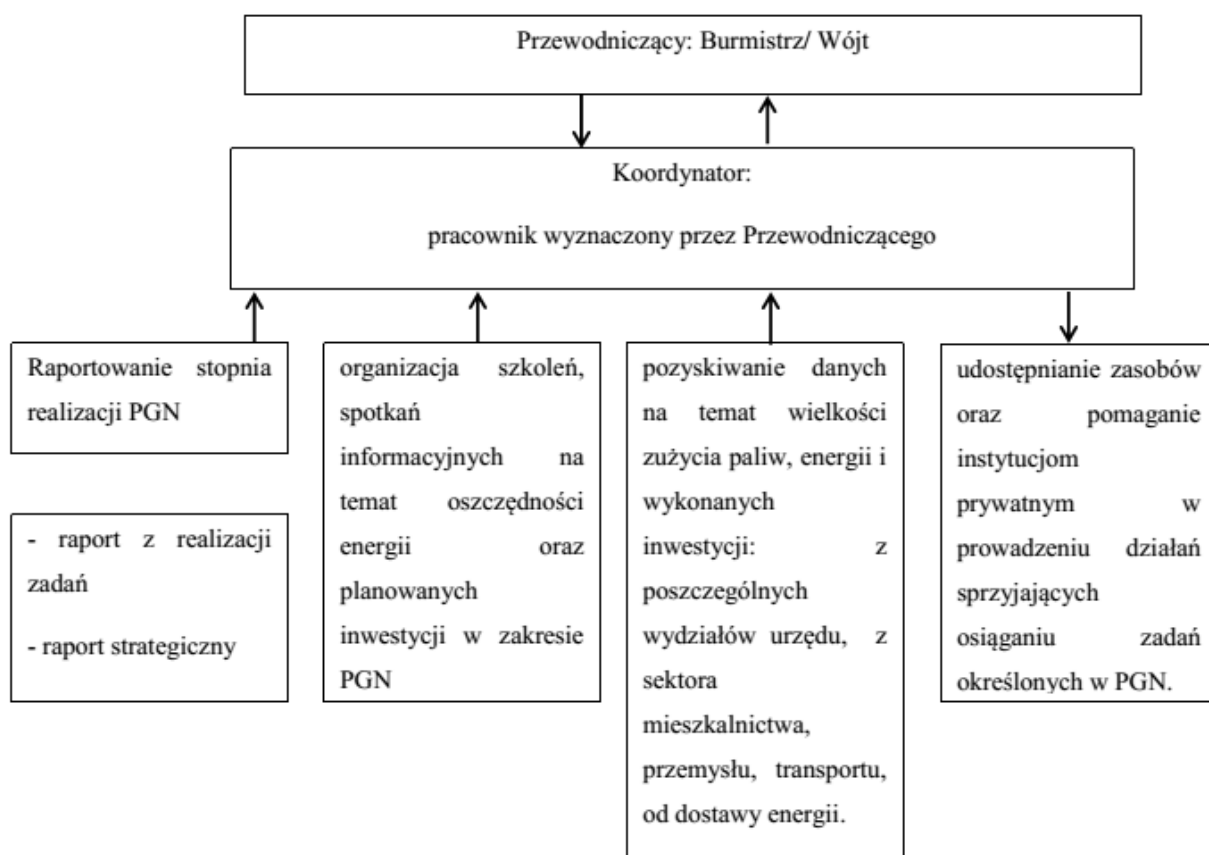 Przewodniczący: Burmistrz/ Wójt
Koordynator:
pracownik wyznaczony przez Przewodniczącego
Raportowanie stopnia
realizacji PGN
- raport z realizacji
zadań
- raport strategiczny
organizacja szkoleń,
spotkań
informacyjnych na
temat oszczędności
energii oraz
planowanych
inwestycji w zakresie
PGN
pozyskiwanie danych
na temat wielkości
zużycia paliw, energii i
wykonanych
inwestycji: z
poszczególnych
wydziałów urzędu, z
sektora
mieszkalnictwa,
przemysłu, transportu,
od dostawy energii.
udostępnianie zasobów
oraz pomaganie
instytucjom
prywatnym w
prowadzeniu działań
sprzyjających
osiąganiu zadań
określonych w PGN.